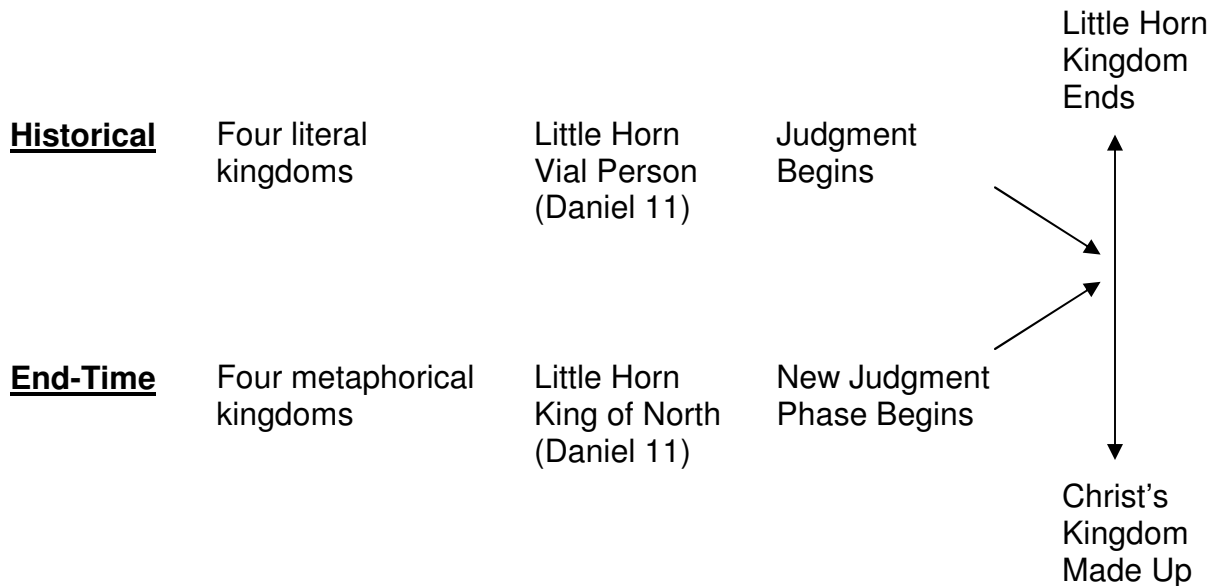 Little Horn
Kingdom
Ends
Historical
Four literal
kingdoms
Little Horn
Vial Person
(Daniel 11)
Judgment
Begins
End-Time
Four metaphorical
kingdoms
Little Horn
King of North
(Daniel 11)
New Judgment
Phase Begins
Christ’s
Kingdom
Made Up